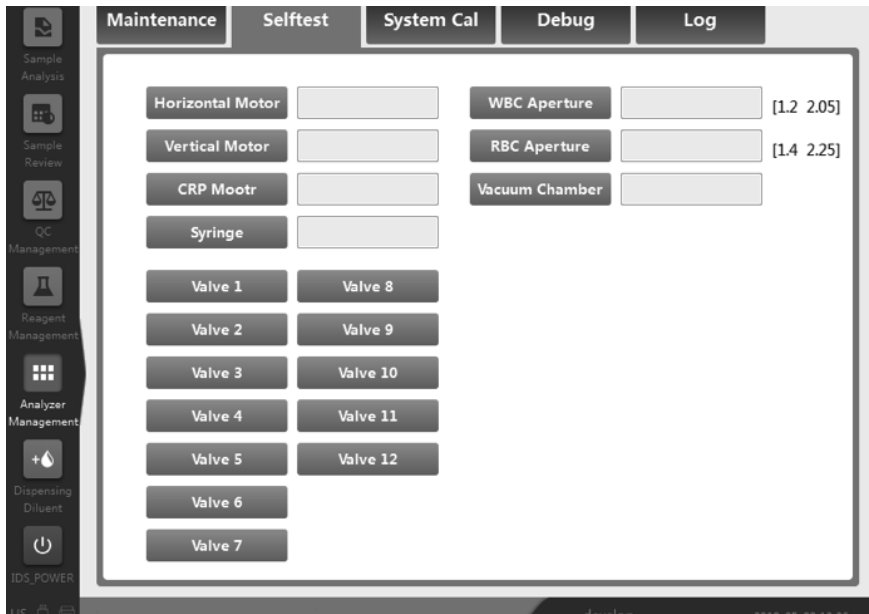 Maintenance
Selftest
System Cal
Debug
Log
Sample
Analysis
Sample
Review
QC
Management
Reagent
Management
Analyzer
Management
Dispensing
Diluent
IDS_POWER
Horizontal Motor
WBC Aperture
[1.2 2.05]
Vertical Motor
RBC Aperture
[1.4 2.25]
CRP Mootr
Vacuum Chamber
Syringe
Valve 1
Valve 8
Valve 2
Valve 9
Valve 3
Valve 10
Valve 4
Valve 11
Valve 5
Valve 12
Valve 6
Valve 7